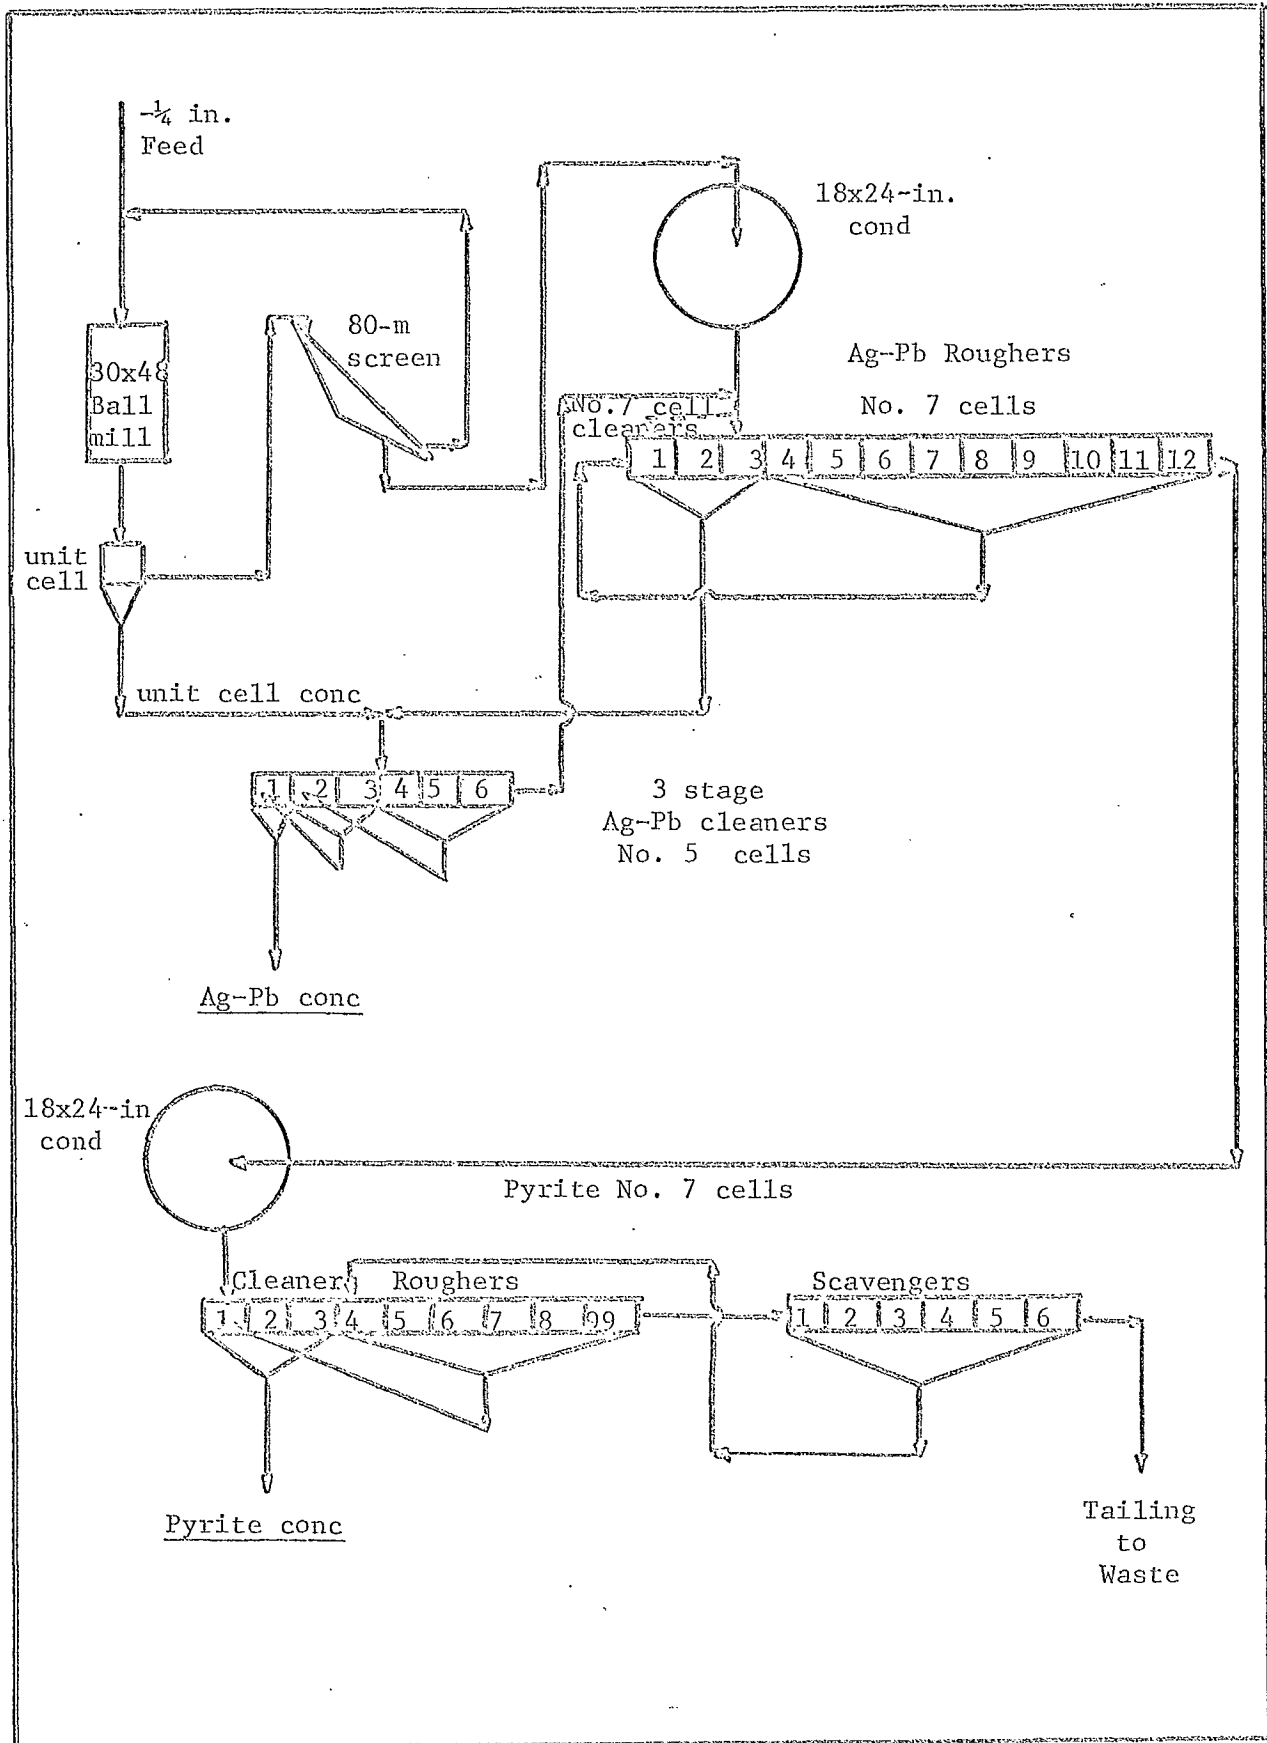 -¼ in.
Feed
18x24-in.
cond
80-m
screen
30x48
Ball
mill
Ag-Pb Roughers
No. 7 cells
No.7 cell
cleaners
1 2 3 4 5 6 7 8 9 10 11 12
unit
cell
unit cell conc
1 2 3 4 5 6
3 stage
Ag-Pb cleaners
No. 5 cells
Ag-Pb conc
18x24-in
cond
Pyrite No. 7 cells
Cleaner Roughers
1 2 3 4 5 6 7 8 99
Scavengers
1 2 3 4 5 6
Pyrite conc
Tailing
to
Waste